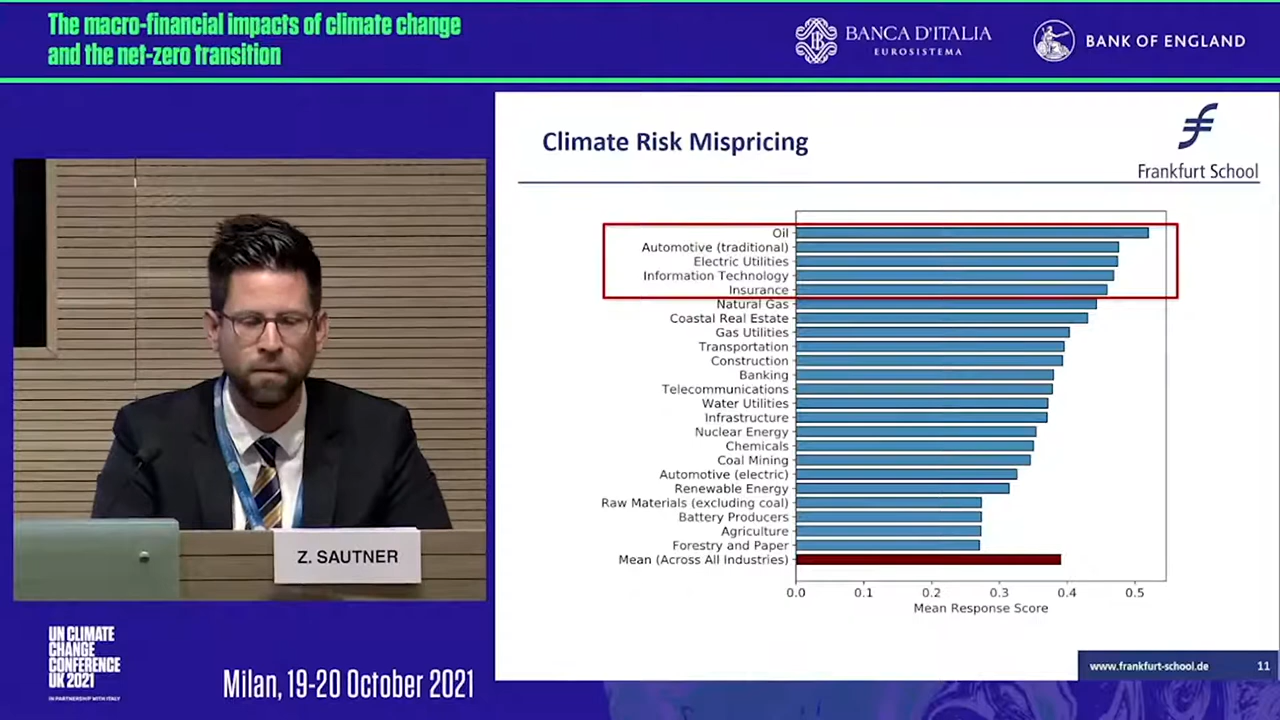 The macro-financial impacts of climate change
and the net-zero transition
BANCA D'ITALIA
EUROSISTEMA
BANK OF ENGLAND
Climate Risk Mispricing
Frankfurt School
Oil
Automotive (traditional)
Electric Utilities
Information Technology
Insurance
Natural Gas
Coastal Real Estate
Gas Utilities
Transportation
Construction
Banking
Telecommunications
Water Utilities
Infrastructure
Nuclear Energy
Chemicals
Coal Mining
Automotive (electric)
Renewable Energy
Raw Materials (excluding coal)
Battery Producers
Agriculture
Forestry and Paper
Mean (Across All Industries)
0.0 0.1 0.2 0.3 0.4 0.5
Mean Response Score
www.frankfurt-school.de 11
Z. SAUTNER
UN CLIMATE
CHANGE
CONFERENCE
UK 2021
IN PARTNERSHIP WITH ITALY
Milan, 19-20 October 2021